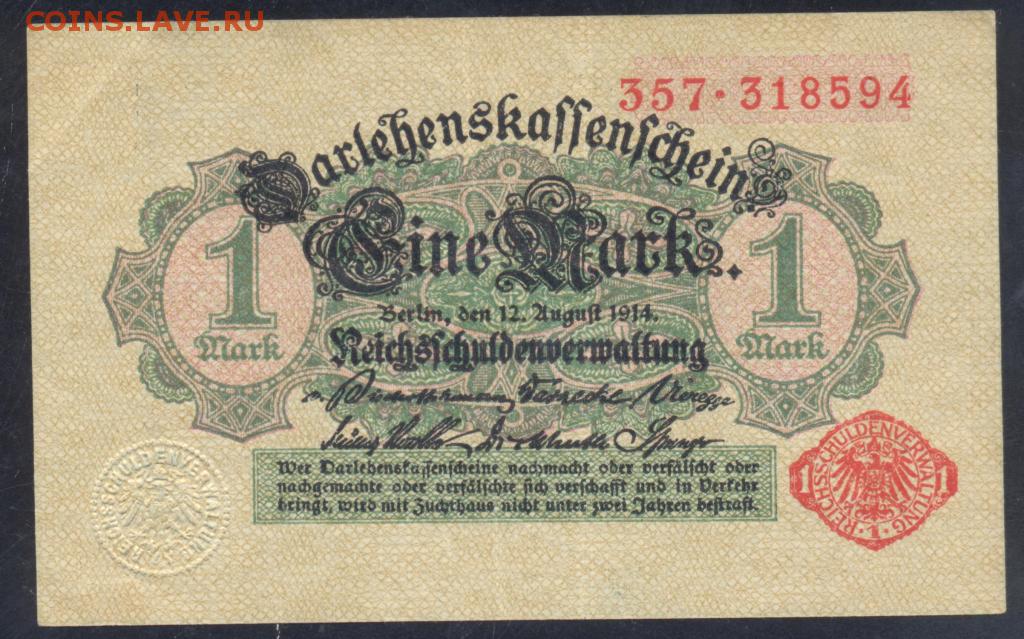 COINS.LAVE.RU
357·318594
Darlehenskassenschein
Eine Mark.
1 Mark
1 Mark
Berlin, den 12. August 1914.
Reichsschuldenverwaltung
Wer Darlehenskassenscheine nachmacht oder verfälscht oder
nachgemachte oder verfälschte sich verschafft und in Verkehr
bringt, wird mit Zuchthaus nicht unter zwei Jahren bestraft.
REICHSSCHULDENVERWALTUNG
1 REICHSSCHULDENVERWALTUNG 1
·1·